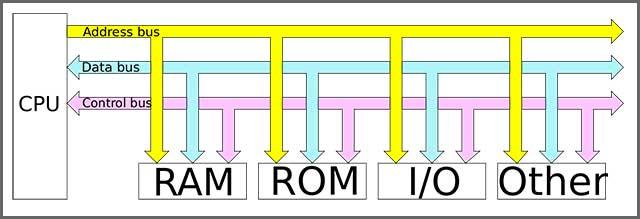 Address bus
Data bus
CPU
Control bus
RAM
ROM
I/O
Other